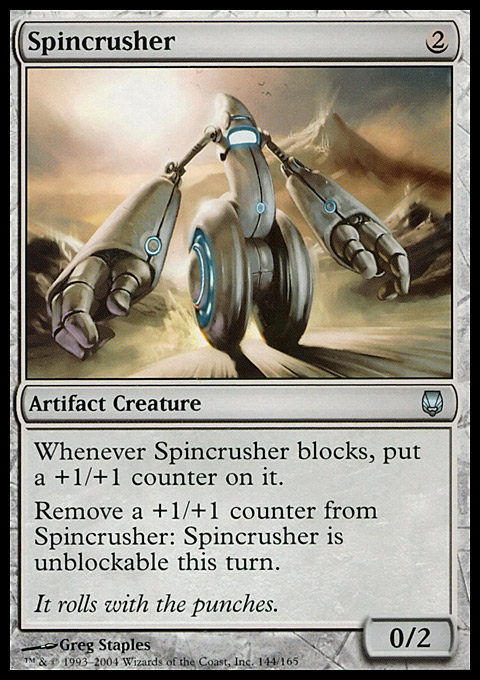 Spincrusher 2
Artifact Creature
Whenever Spincrusher blocks, put
a +1/+1 counter on it.
Remove a +1/+1 counter from
Spincrusher: Spincrusher is
unblockable this turn.
It rolls with the punches.
Greg Staples
0/2
™ & © 1993–2004 Wizards of the Coast, Inc. 144/165